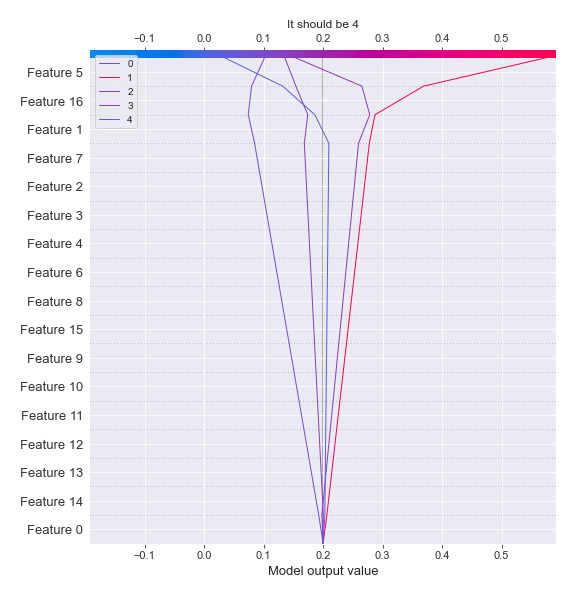 It should be 4
−0.1 0.0 0.1 0.2 0.3 0.4 0.5
0
1
2
3
4
Feature 5
Feature 16
Feature 1
Feature 7
Feature 2
Feature 3
Feature 4
Feature 6
Feature 8
Feature 15
Feature 9
Feature 10
Feature 11
Feature 12
Feature 13
Feature 14
Feature 0
−0.1 0.0 0.1 0.2 0.3 0.4 0.5
Model output value